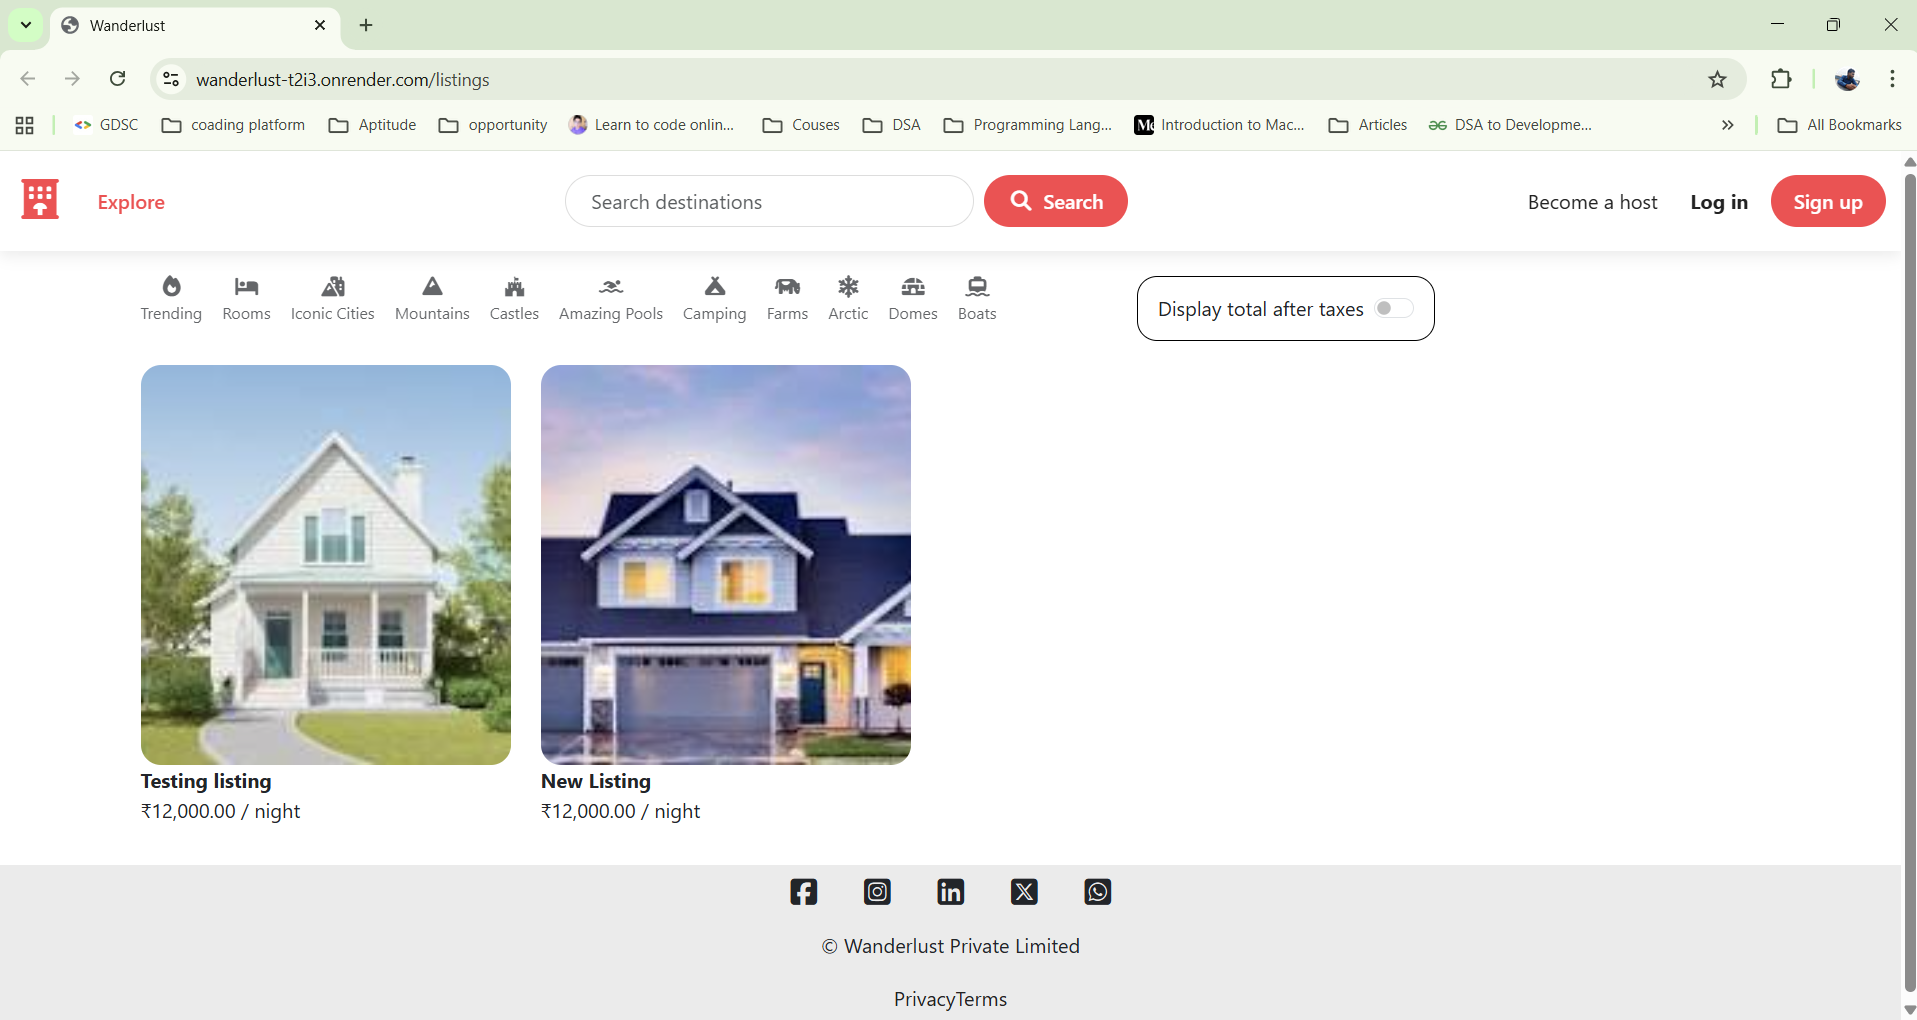 Wanderlust
wanderlust-t2i3.onrender.com/listings
GDSC coading platform Aptitude opportunity Learn to code onlin... Couses DSA Programming Lang... Introduction to Mac... Articles DSA to Developme... All Bookmarks
Explore Search destinations Search Become a host Log in Sign up
Trending Rooms Iconic Cities Mountains Castles Amazing Pools Camping Farms Arctic Domes Boats
Display total after taxes
Testing listing
₹12,000.00 / night
New Listing
₹12,000.00 / night
© Wanderlust Private Limited
PrivacyTerms